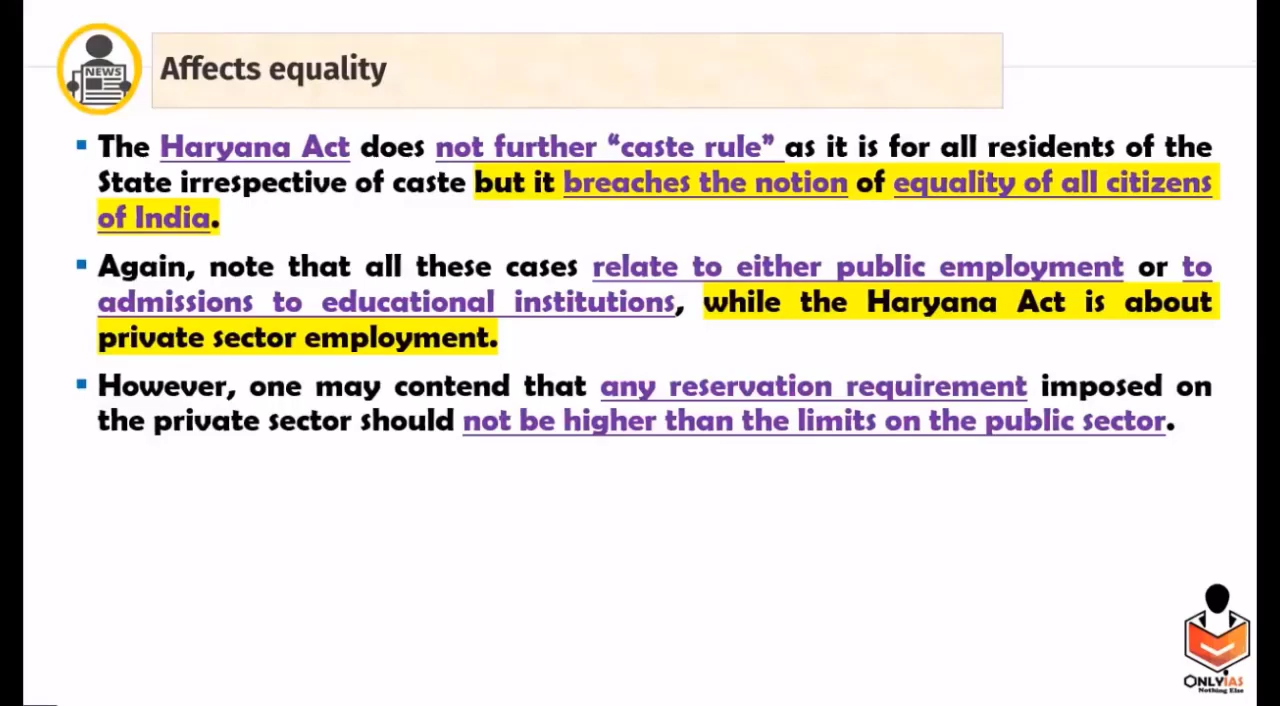 NEWS
Affects equality
The Haryana Act does not further “caste rule” as it is for all residents of the
State irrespective of caste but it breaches the notion of equality of all citizens
of India.
Again, note that all these cases relate to either public employment or to
admissions to educational institutions, while the Haryana Act is about
private sector employment.
However, one may contend that any reservation requirement imposed on
the private sector should not be higher than the limits on the public sector.
ONLYIAS
Nothing Else